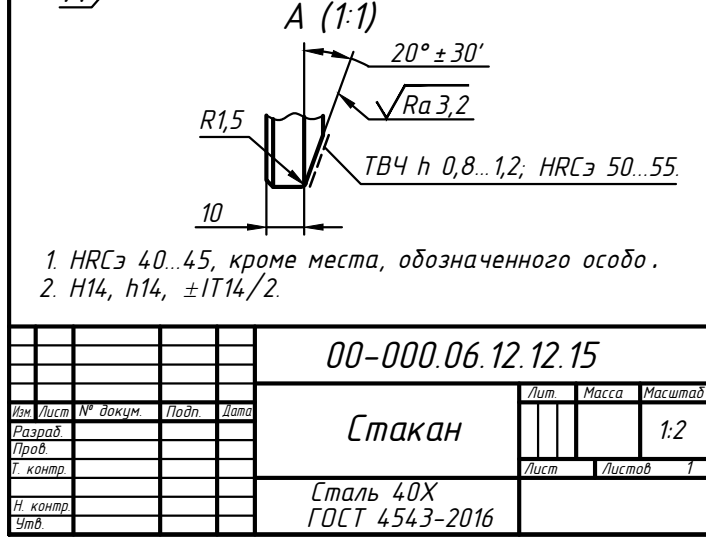 А (1:1)
20° ± 30′
Ra 3,2
R1,5
ТВЧ h 0,8...1,2; HRCэ 50...55.
10
1. HRCэ 40...45, кроме места, обозначенного особо.
2. H14, h14, ±IT14/2.
00-000.06.12.12.15
Лит. Масса Масштаб
Изм. Лист № докум. Подп. Дата
Стакан
1:2
Разраб.
Пров.
Т. контр.
Лист Листов 1
Сталь 40Х
ГОСТ 4543-2016
Н. контр.
Утв.